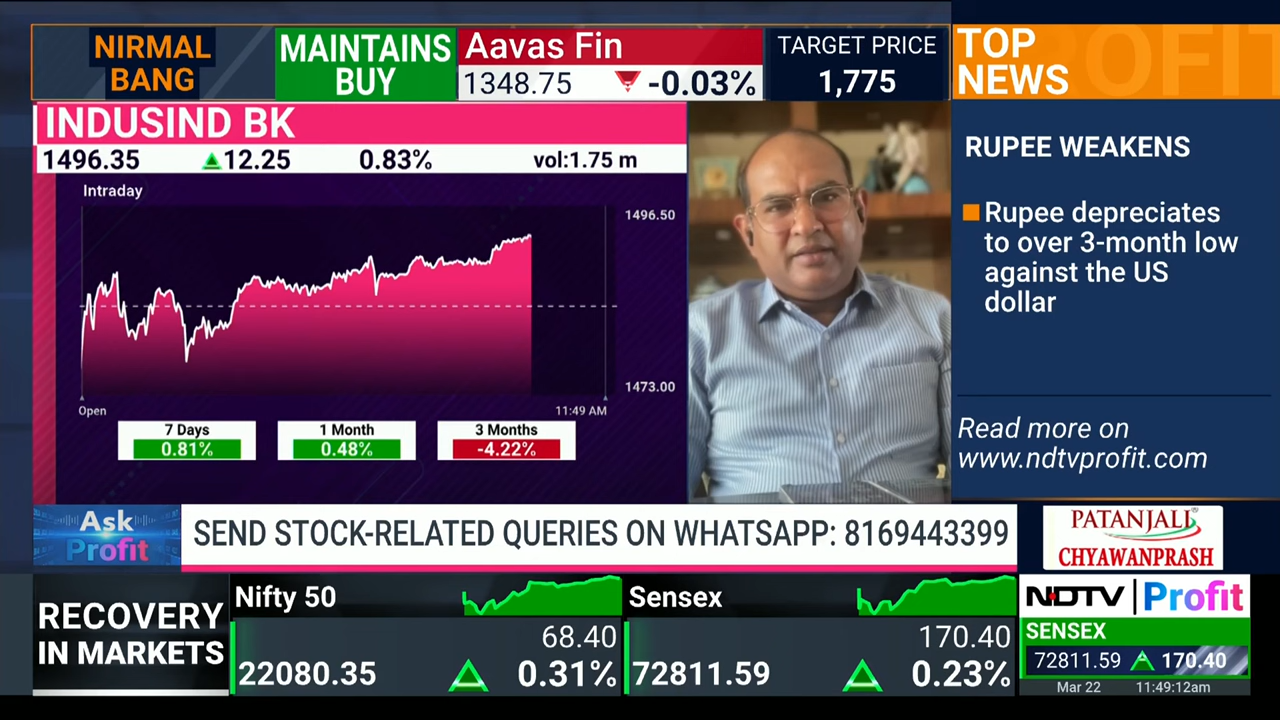 NIRMAL
BANG
MAINTAINS
BUY
Aavas Fin
1348.75 -0.03%
TARGET PRICE
1,775
TOP
NEWS
INDUSIND BK
1496.35 12.25 0.83% vol:1.75 m
Intraday
1496.50
1473.00
Open 11:49 AM
7 Days 1 Month 3 Months
0.81% 0.48% -4.22%
RUPEE WEAKENS
Rupee depreciates
to over 3-month low
against the US
dollar
Read more on
www.ndtvprofit.com
Ask
Profit
SEND STOCK-RELATED QUERIES ON WHATSAPP: 8169443399
PATANJALI
CHYAWANPRASH
RECOVERY
IN MARKETS
Nifty 50
68.40
22080.35 0.31%
Sensex
170.40
72811.59 0.23%
NDTV Profit
SENSEX
72811.59 170.40
Mar 22 11:49:12am